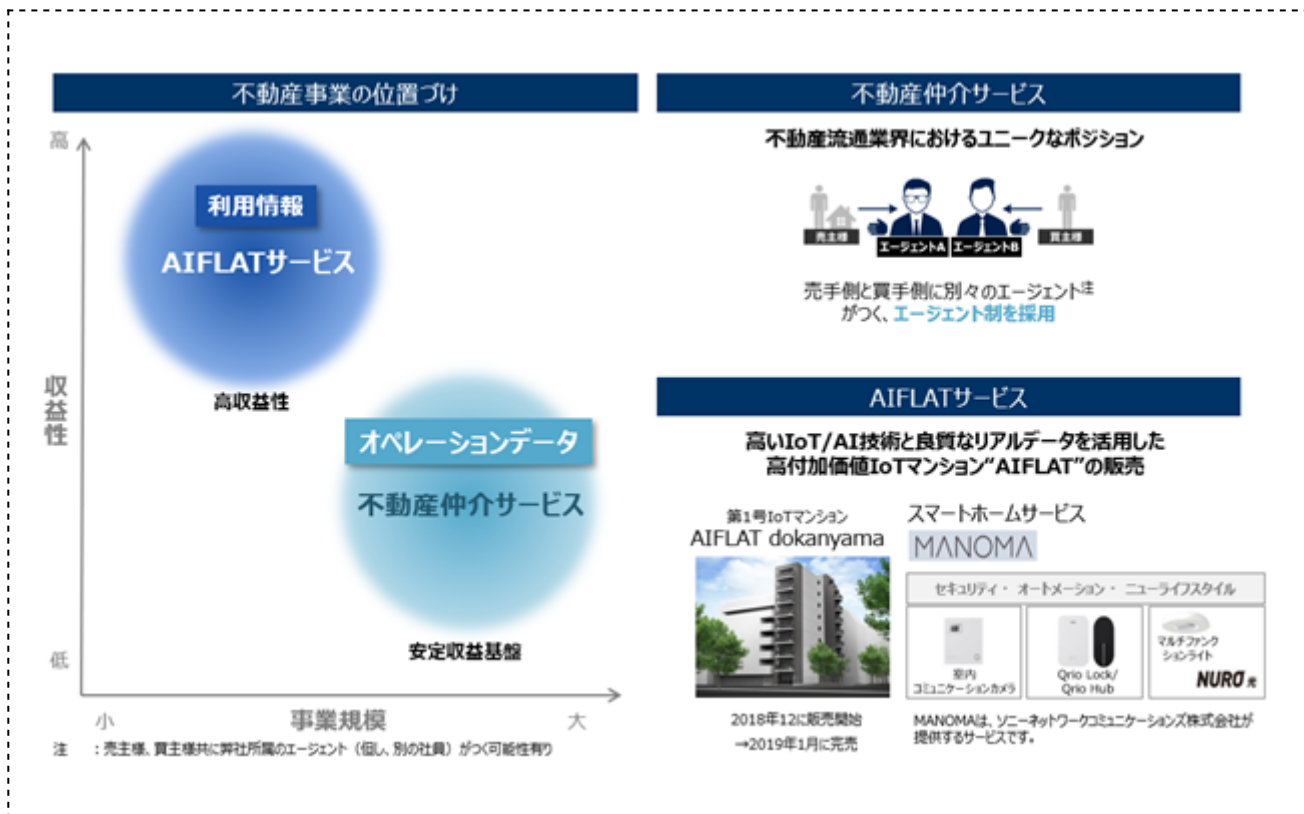 不動産事業の位置づけ
高
利用情報
AIFLATサービス
高収益性
収益性
オペレーションデータ
不動産仲介サービス
安定収益基盤
低
小
事業規模
大
注 :売主様、買主様共に弊社所属のエージェント(但し、別の社員)がつく可能性有り
不動産仲介サービス
不動産流通業界におけるユニークなポジション
売主様
エージェントA
エージェントB
買主様
売手側と買手側に別々のエージェント注
がつく、エージェント制を採用
AIFLATサービス
高いIoT/AI技術と良質なリアルデータを活用した
高付加価値IoTマンション“AIFLAT”の販売
第1号IoTマンション
AIFLAT dokanyama
2018年12に販売開始
→2019年1月に完売
スマートホームサービス
MANOMA
セキュリティ・オートメーション・ニューライフスタイル
室内
コミュニケーションカメラ
Qrio Lock/
Qrio Hub
マルチファンク
ションライト
NURO光
MANOMAは、ソニーネットワークコミュニケーションズ株式会社が
提供するサービスです。